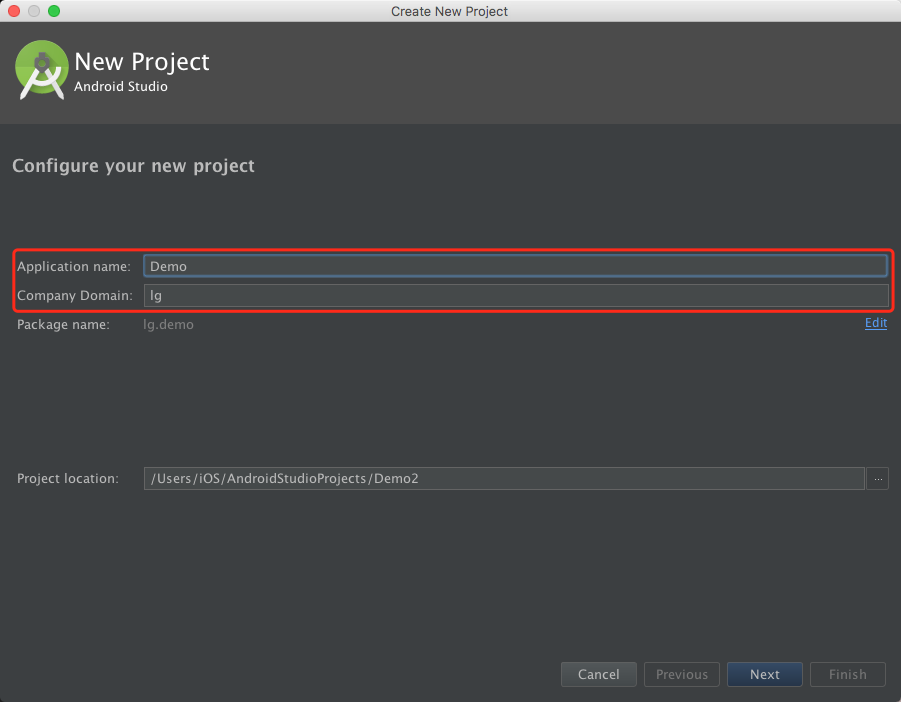 Create New Project
New Project
Android Studio
Configure your new project
Application name: Demo
Company Domain: lg
Package name: lg.demo Edit
Project location: /Users/iOS/AndroidStudioProjects/Demo2 ...
Cancel Previous Next Finish